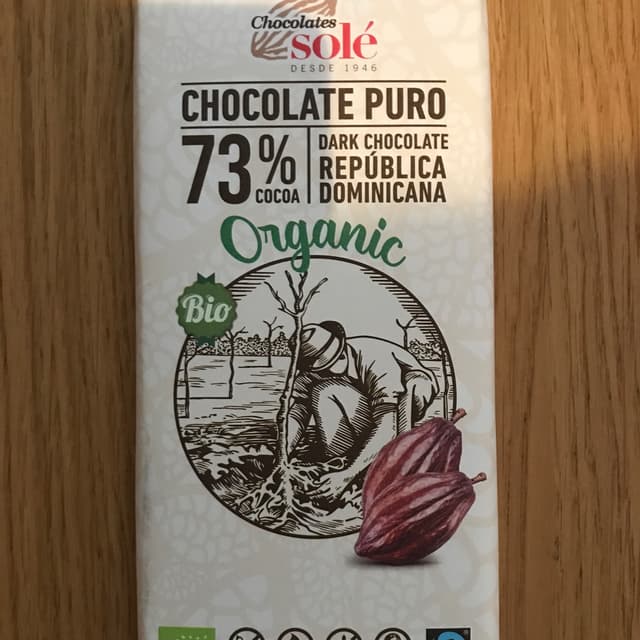 Chocolates
solé
DESDE 1946
CHOCOLATE PURO
73%
COCOA
DARK CHOCOLATE
REPÚBLICA
DOMINICANA
Organic
Bio